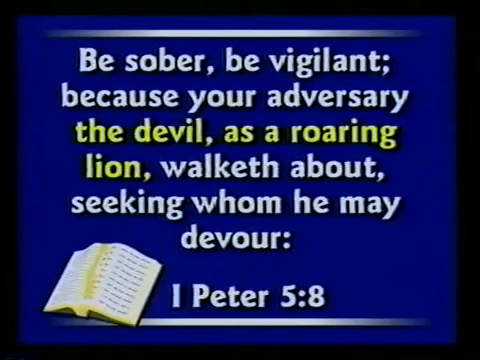 Be sober, be vigilant;
because your adversary
the devil, as a roaring
lion, walketh about,
seeking whom he may
devour:
I Peter 5:8